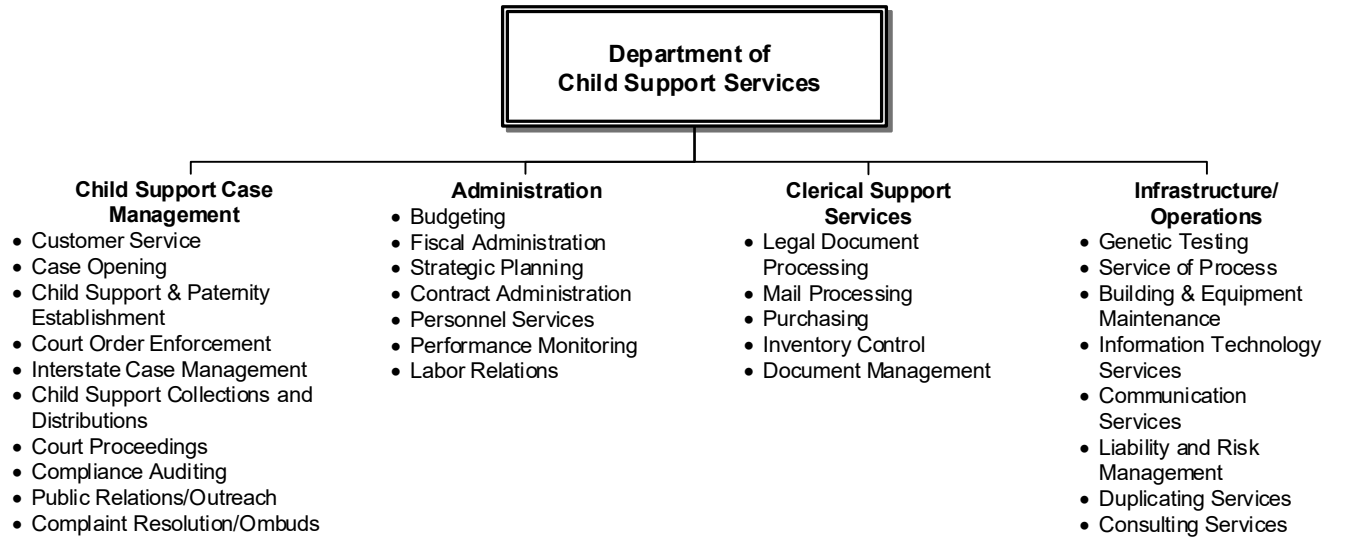 Department of
Child Support Services
Child Support Case
Management
• Customer Service
• Case Opening
• Child Support & Paternity
Establishment
• Court Order Enforcement
• Interstate Case Management
• Child Support Collections and
Distributions
• Court Proceedings
• Compliance Auditing
• Public Relations/Outreach
• Complaint Resolution/Ombuds
Administration
• Budgeting
• Fiscal Administration
• Strategic Planning
• Contract Administration
• Personnel Services
• Performance Monitoring
• Labor Relations
Clerical Support
Services
• Legal Document
Processing
• Mail Processing
• Purchasing
• Inventory Control
• Document Management
Infrastructure/
Operations
• Genetic Testing
• Service of Process
• Building & Equipment
Maintenance
• Information Technology
Services
• Communication
Services
• Liability and Risk
Management
• Duplicating Services
• Consulting Services